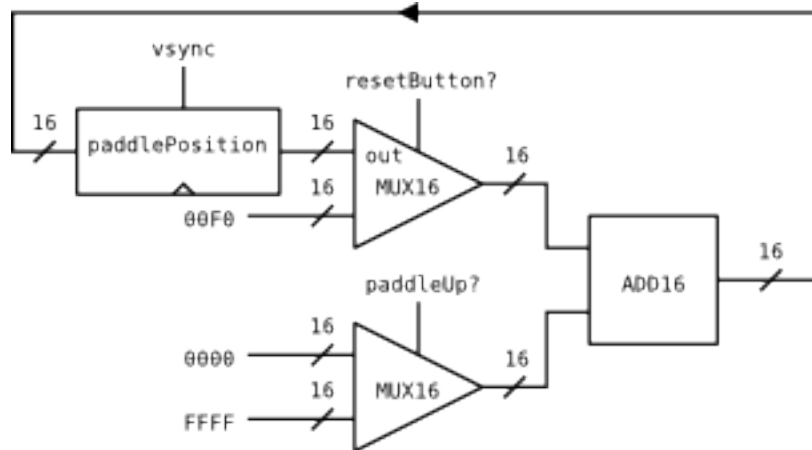 vsync
resetButton?
16
paddlePosition
16
out
MUX16
16
16
00F0
16
ADD16
paddleUp?
16
0000
16
MUX16
16
FFFF